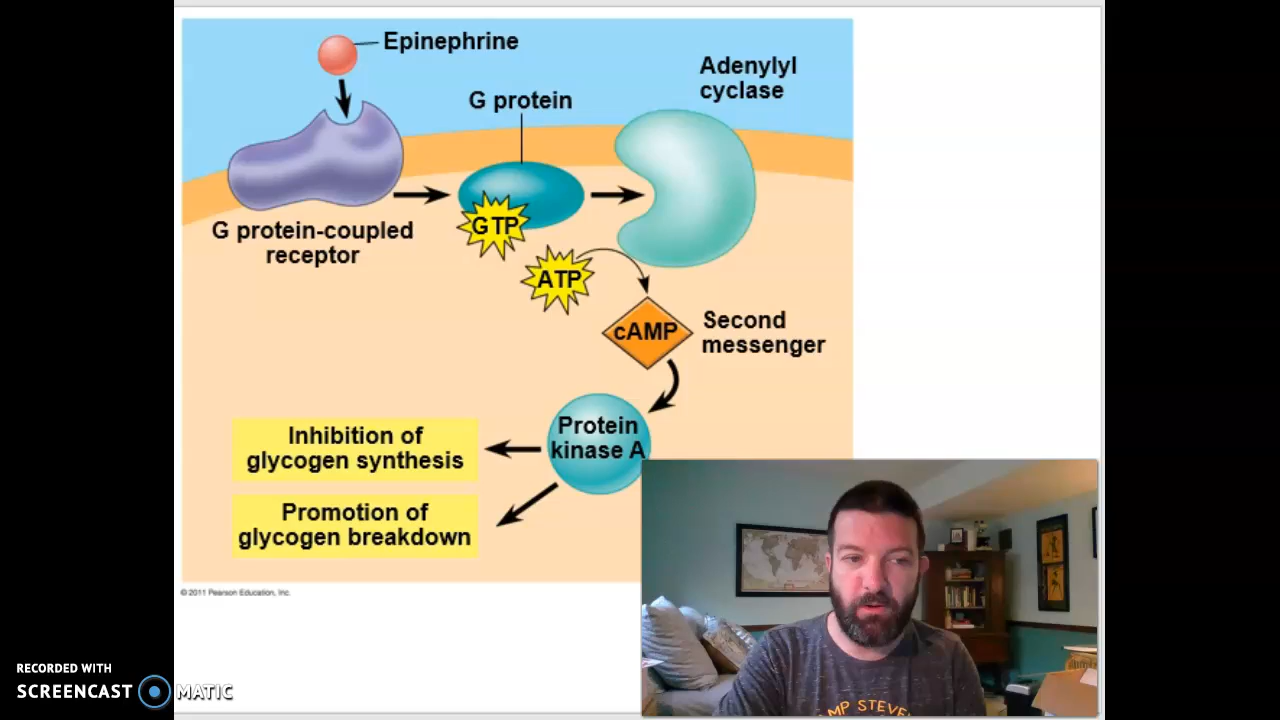 Epinephrine
Adenylyl
cyclase
G protein
GTP
G protein-coupled
receptor
ATP
cAMP
Second
messenger
Protein
kinase A
Inhibition of
glycogen synthesis
Promotion of
glycogen breakdown
© 2011 Pearson Education, Inc.
RECORDED WITH
SCREENCAST MATIC